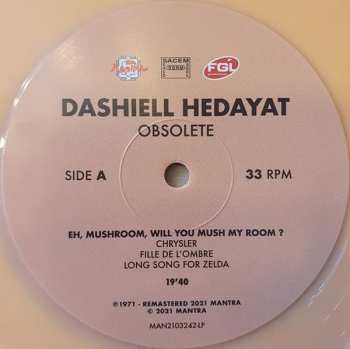 SACEM
FGL
DASHIELL HEDAYAT
OBSOLETE
SIDE A 33 RPM
EH, MUSHROOM, WILL YOU MUSH MY ROOM ?
CHRYSLER
FILLE DE L'OMBRE
LONG SONG FOR ZELDA
19'40
℗1971 - REMASTERED 2021 MANTRA
© 2021 MANTRA
MAN2103242-LP